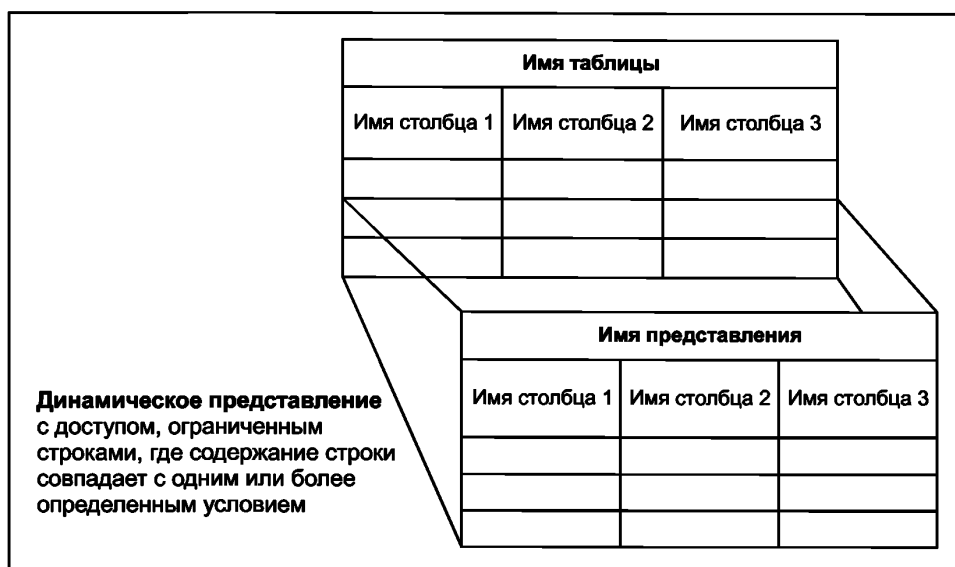 Имя таблицы
Имя столбца 1 Имя столбца 2 Имя столбца 3
Имя представления
Имя столбца 1 Имя столбца 2 Имя столбца 3
Динамическое представление
с доступом, ограниченным
строками, где содержание строки
совпадает с одним или более
определенным условием